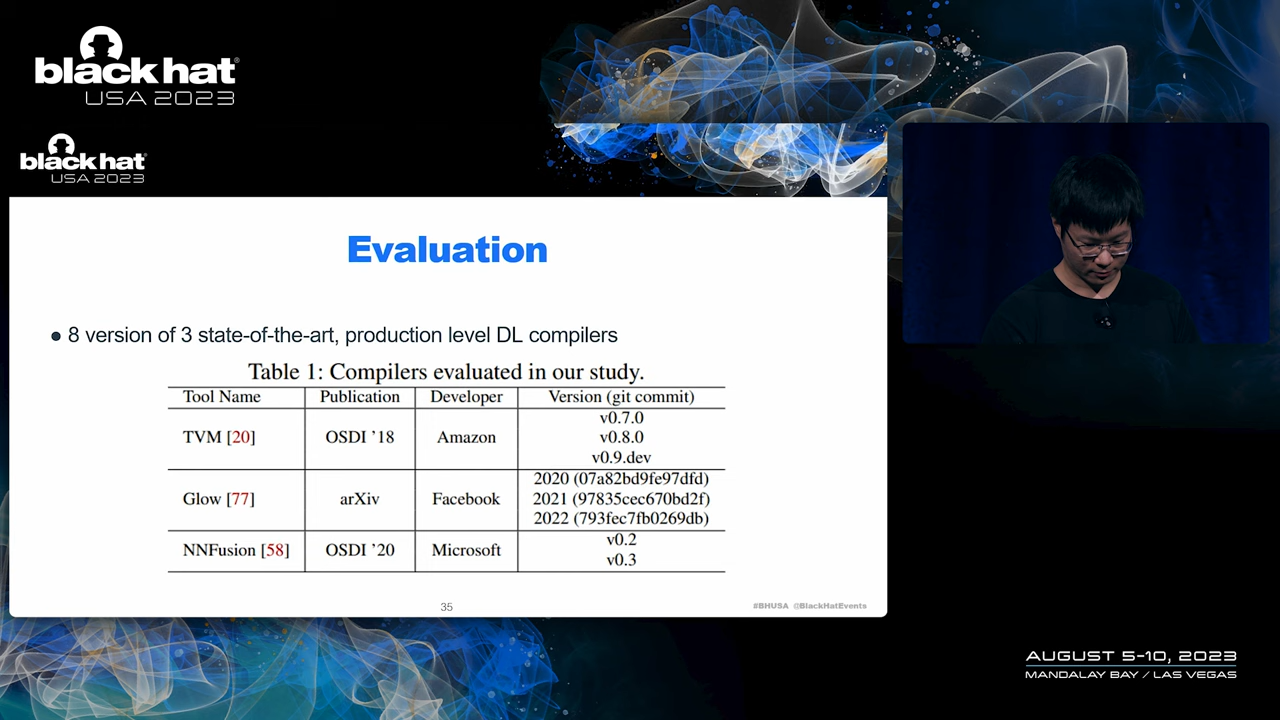 black hat
USA 2023
black hat
USA 2023
Evaluation
● 8 version of 3 state-of-the-art, production level DL compilers
Table 1: Compilers evaluated in our study.
Tool Name Publication Developer Version (git commit)
TVM [20] OSDI ’18 Amazon v0.7.0
v0.8.0
v0.9.dev
Glow [77] arXiv Facebook 2020 (07a82bd9fe97dfd)
2021 (97835cec670bd2f)
2022 (793fec7fb0269db)
NNFusion [58] OSDI ’20 Microsoft v0.2
v0.3
35
#BHUSA @BlackHatEvents
AUGUST 5-10, 2023
MANDALAY BAY / LAS VEGAS